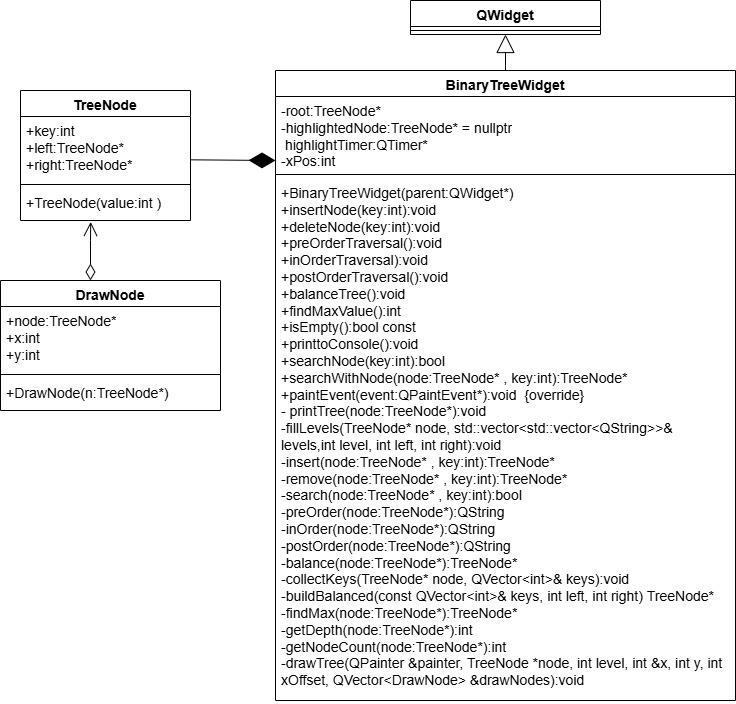 QWidget
BinaryTreeWidget
-root:TreeNode*
-highlightedNode:TreeNode* = nullptr
highlightTimer:QTimer*
-xPos:int
+BinaryTreeWidget(parent:QWidget*)
+insertNode(key:int):void
+deleteNode(key:int):void
+preOrderTraversal():void
+inOrderTraversal):void
+postOrderTraversal():void
+balanceTree():void
+findMaxValue():int
+isEmpty():bool const
+printtoConsole():void
+searchNode(key:int):bool
+searchWithNode(node:TreeNode* , key:int):TreeNode*
+paintEvent(event:QPaintEvent*):void  {override}
- printTree(node:TreeNode*):void
-fillLevels(TreeNode* node, std::vector<std::vector<QString>>&
levels,int level, int left, int right):void
-insert(node:TreeNode* , key:int):TreeNode*
-remove(node:TreeNode* , key:int):TreeNode*
-search(node:TreeNode* , key:int):bool
-preOrder(node:TreeNode*):QString
-inOrder(node:TreeNode*):QString
-postOrder(node:TreeNode*):QString
-balance(node:TreeNode*):TreeNode*
-collectKeys(TreeNode* node, QVector<int>& keys):void
-buildBalanced(const QVector<int>& keys, int left, int right) TreeNode*
-findMax(node:TreeNode*):TreeNode*
-getDepth(node:TreeNode*):int
-getNodeCount(node:TreeNode*):int
-drawTree(QPainter &painter, TreeNode *node, int level, int &x, int y, int
xOffset, QVector<DrawNode> &drawNodes):void
TreeNode
+key:int
+left:TreeNode*
+right:TreeNode*
+TreeNode(value:int )
DrawNode
+node:TreeNode*
+x:int
+y:int
+DrawNode(n:TreeNode*)